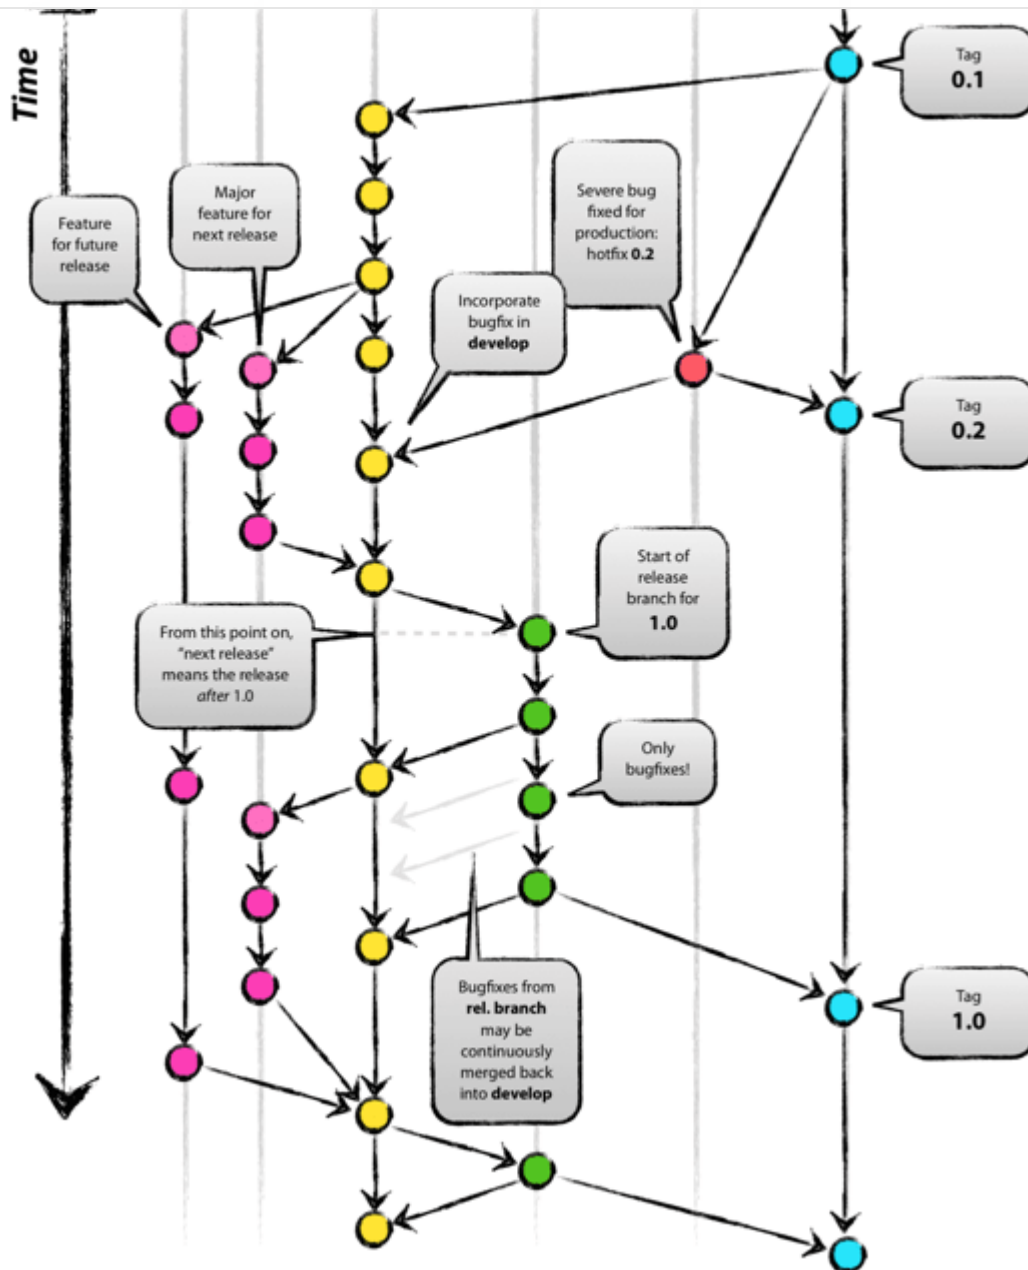 Time
Tag
0.1
Severe bug
fixed for
production:
hotfix 0.2
Major
feature for
next release
Feature
for future
release
Incorporate
bugfix in
develop
Tag
0.2
Start of
release
branch for
1.0
From this point on,
“next release”
means the release
after 1.0
Only
bugfixes!
Bugfixes from
rel. branch
may be
continuously
merged back
into develop
Tag
1.0